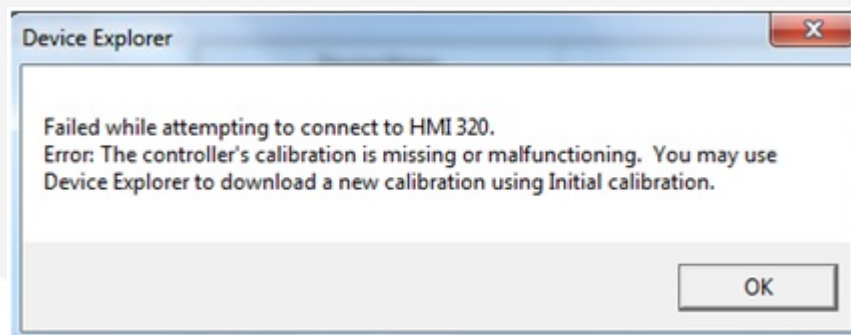 Device Explorer
Failed while attempting to connect to HMI 320.
Error: The controller's calibration is missing or malfunctioning.  You may use
Device Explorer to download a new calibration using Initial calibration.
OK